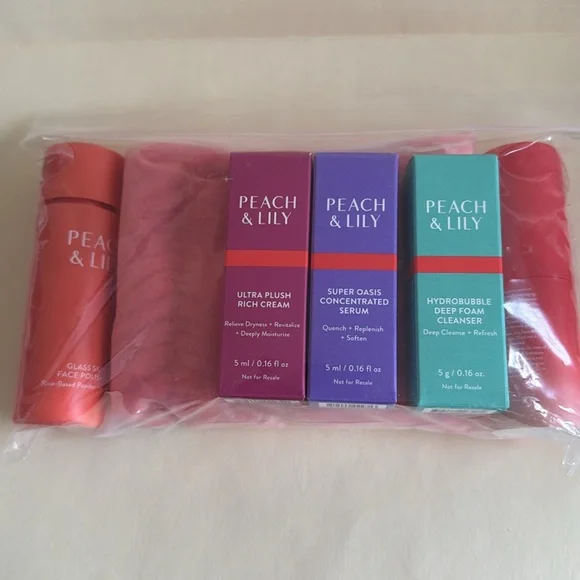 PEACH
& LILY
GLASS SKIN
FACE POLISH
PEACH
& LILY
ULTRA PLUSH
RICH CREAM
Relieve Dryness + Revitalize
+ Deeply Moisturize
5 ml / 0.16 fl oz
Not for Resale
PEACH
& LILY
SUPER OASIS
CONCENTRATED
SERUM
Quench + Replenish
+ Soften
5 ml / 0.16 fl oz
Not for Resale
PEACH
& LILY
HYDROBUBBLE
DEEP FOAM
CLEANSER
Deep Cleanse + Refresh
5 g / 0.16 oz.
Not for Resale